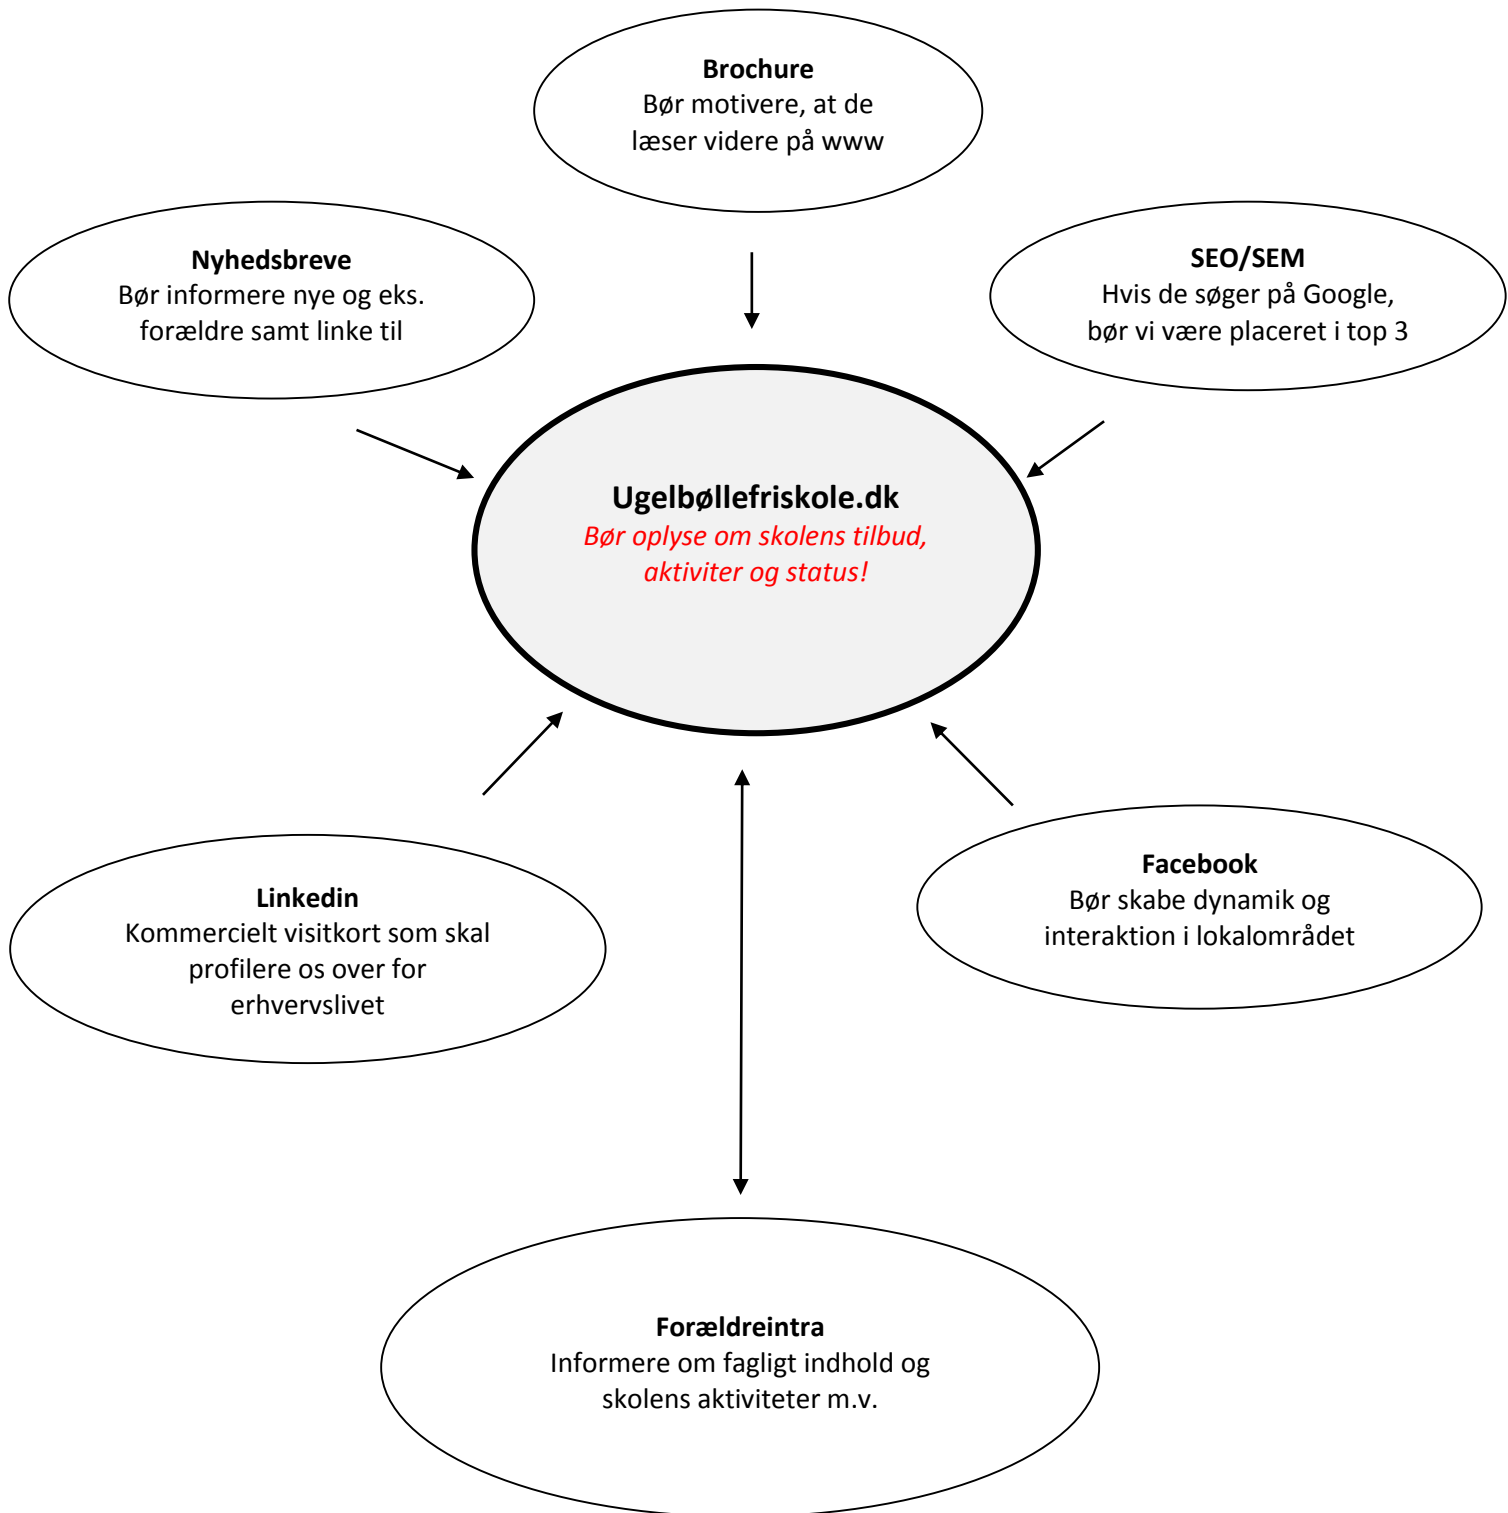 Brochure
Bør motivere, at de
læser videre på www
Nyhedsbreve
Bør informere nye og eks.
forældre samt linke til
SEO/SEM
Hvis de søger på Google,
bør vi være placeret i top 3
Ugelbøllefriskole.dk
Bør oplyse om skolens tilbud,
aktiviter og status!
Linkedin
Kommercielt visitkort som skal
profilere os over for
erhvervslivet
Facebook
Bør skabe dynamik og
interaktion i lokalområdet
Forældreintra
Informere om fagligt indhold og
skolens aktiviteter m.v.